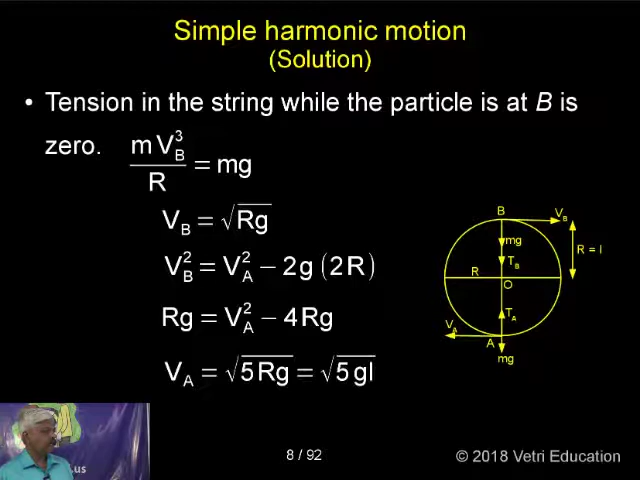 Simple harmonic motion
(Solution)
• Tension in the string while the particle is at B is
zero. mV_B^3 / R = mg
V_B = √Rg
V_B^2 = V_A^2 − 2g (2R)
Rg = V_A^2 − 4Rg
V_A = √5Rg = √5gl
B
V_B
mg
R = l
T_B
R
O
T_A
V_A
A
mg
.us
8 / 92
© 2018 Vetri Education